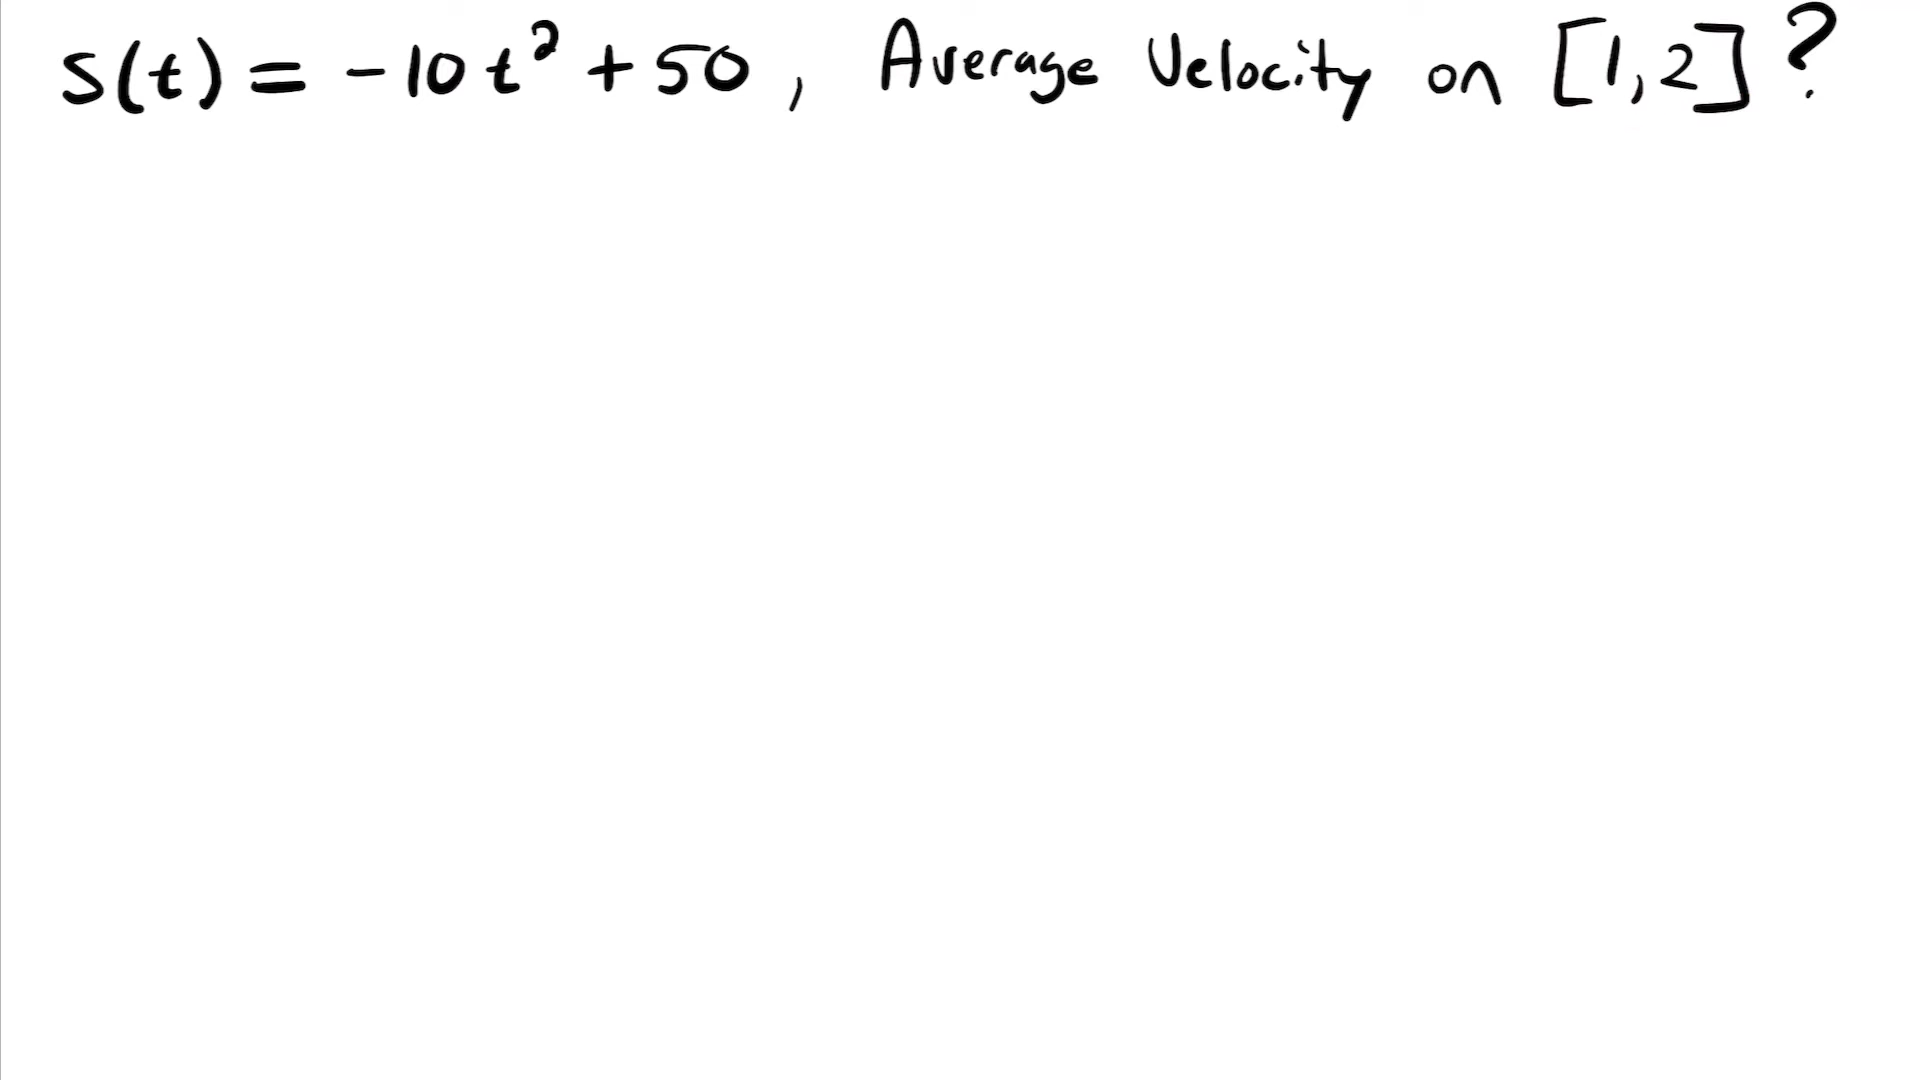 s(t) = -10t² + 50, Average Velocity on [1,2]?